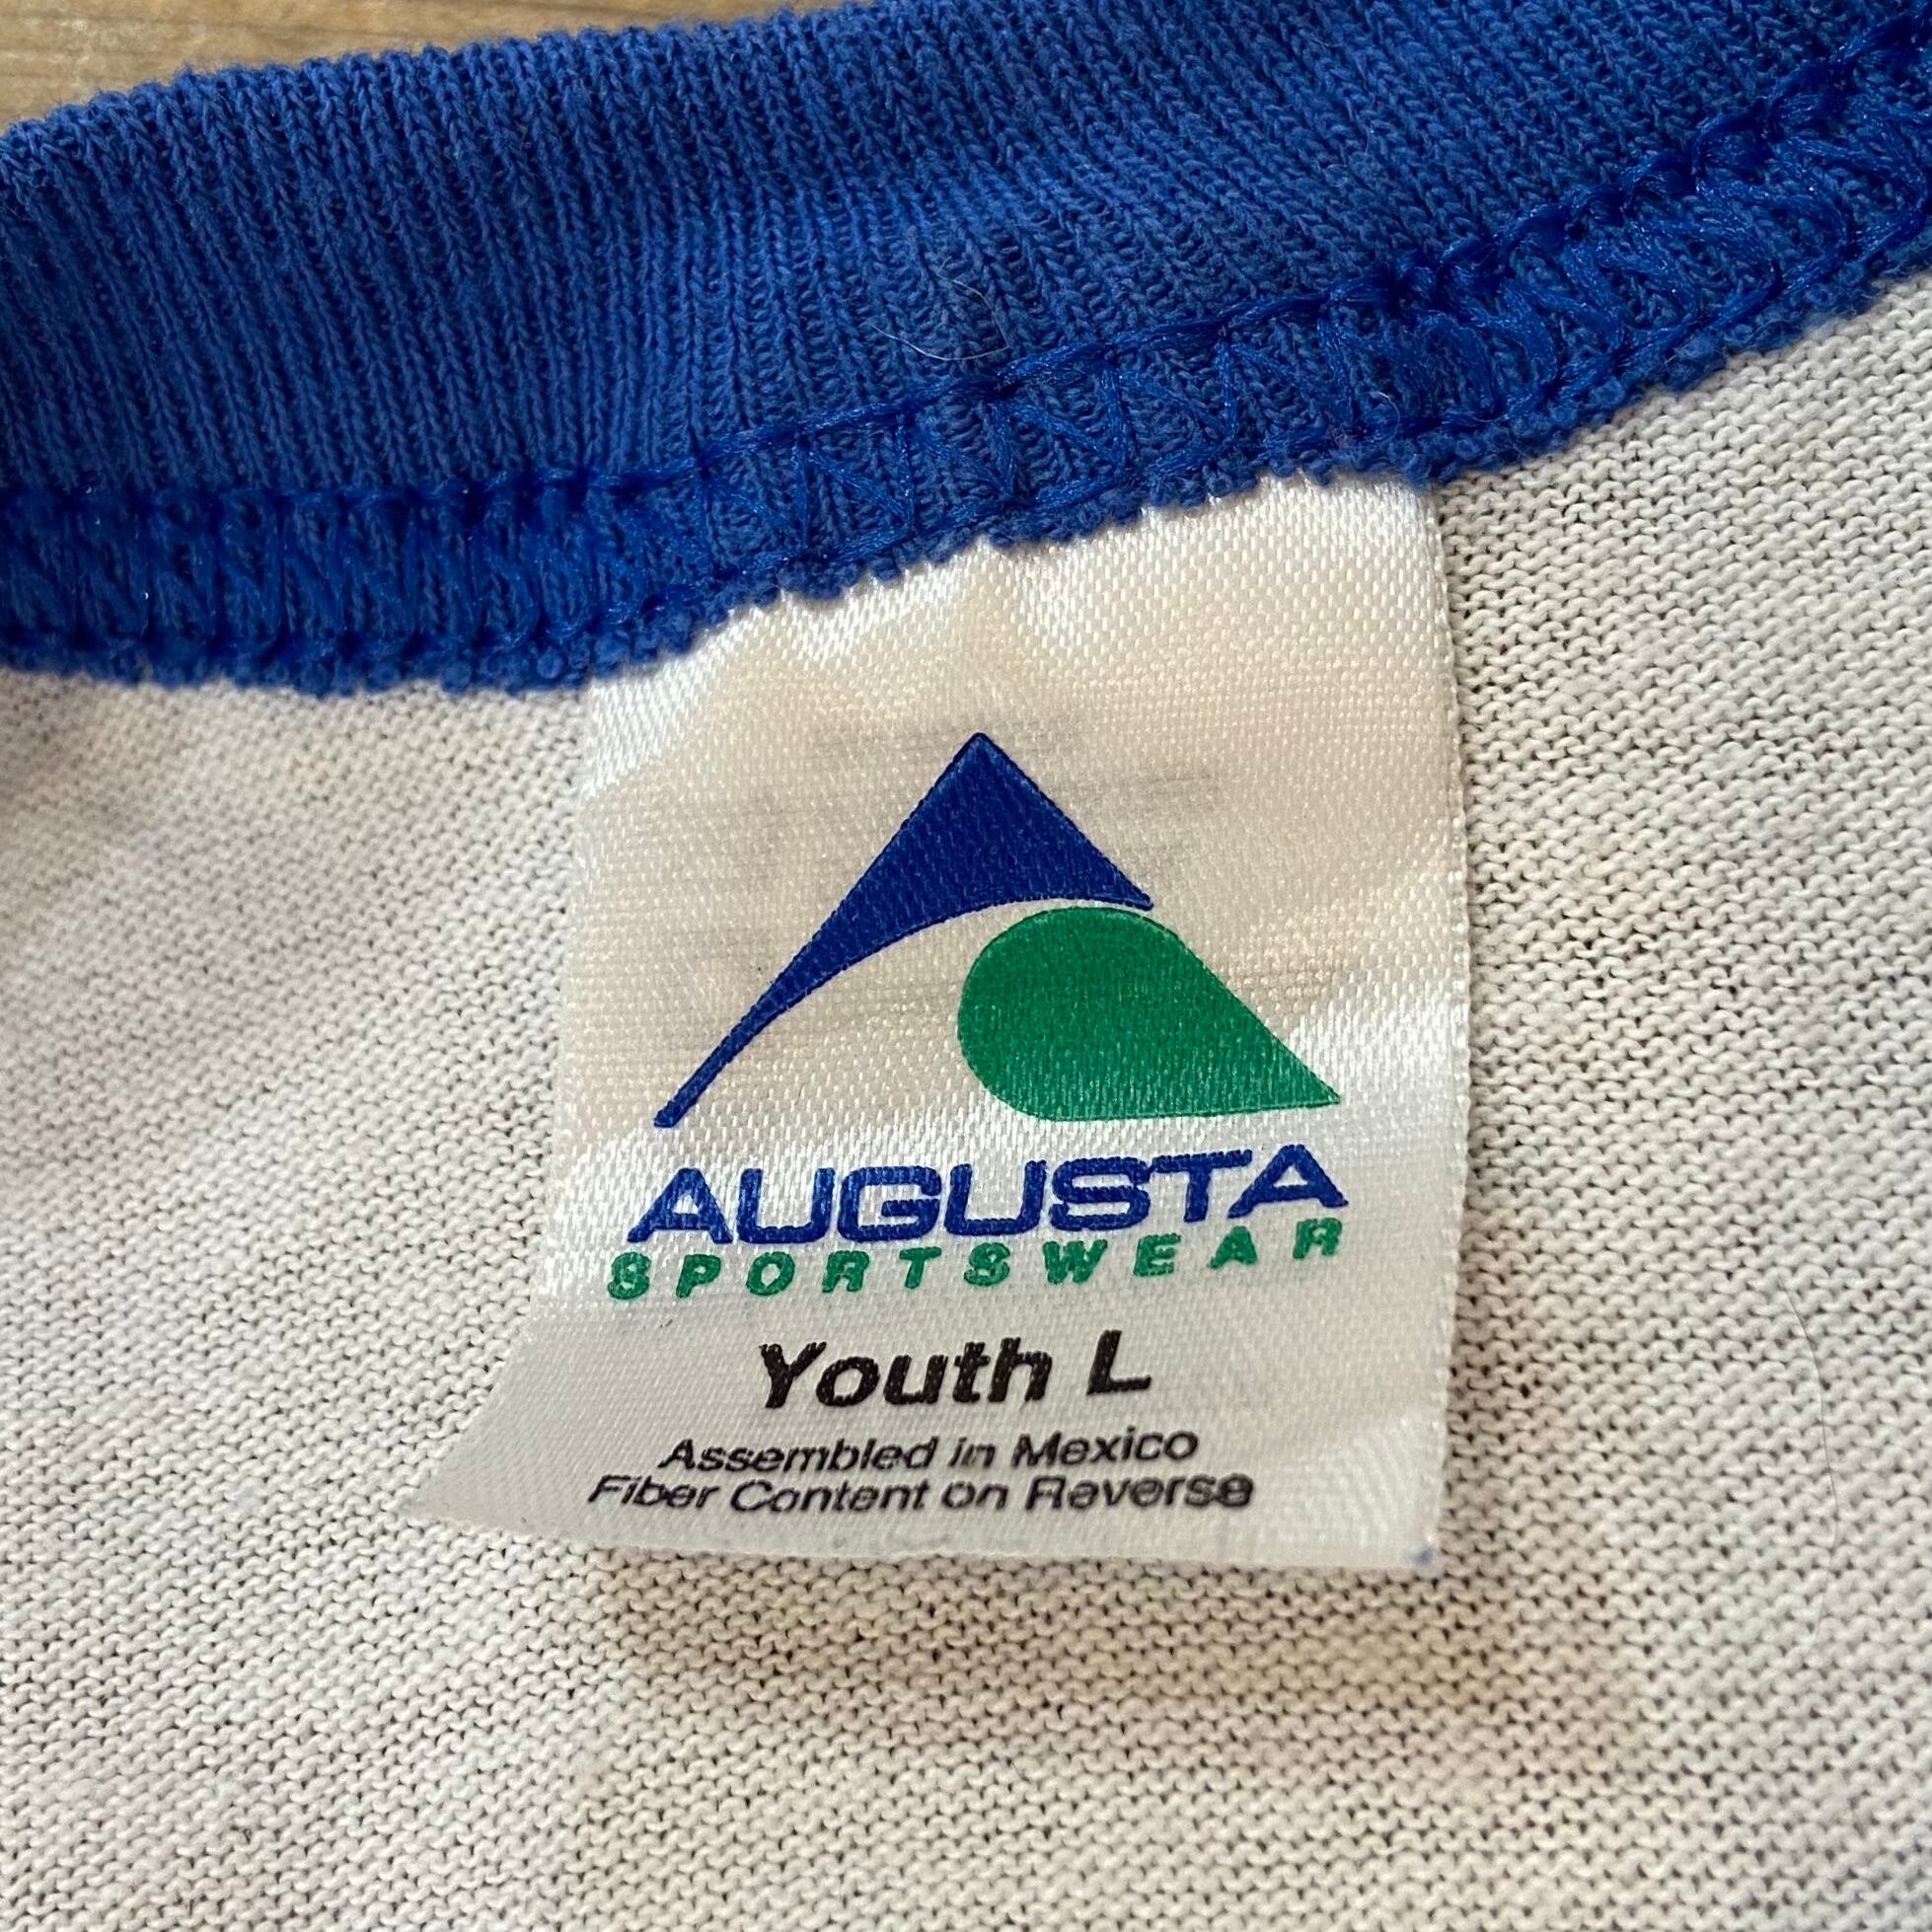 AUGUSTA
SPORTSWEAR
Youth L
Assembled in Mexico
Fiber Content on Reverse